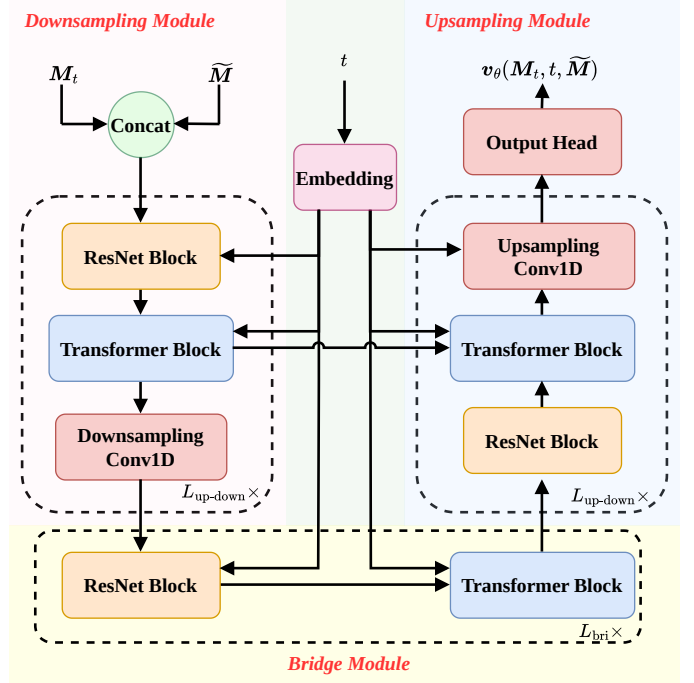 Downsampling Module
Upsampling Module
M_t
M̃
t
v_θ(M_t, t, M̃)
Concat
Output Head
Embedding
ResNet Block
Upsampling
Conv1D
Transformer Block
Transformer Block
Downsampling
Conv1D
ResNet Block
L_up-down×
L_up-down×
ResNet Block
Transformer Block
L_bri×
Bridge Module